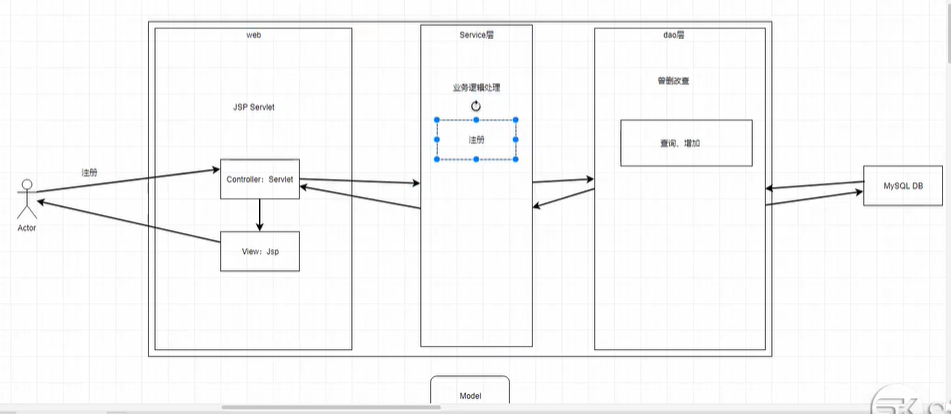 web
Service层
dao层
增删改查
业务逻辑处理
JSP Servlet
注册
查询、增加
注册
Controller：Servlet
MySQL DB
Actor
View：Jsp
Model